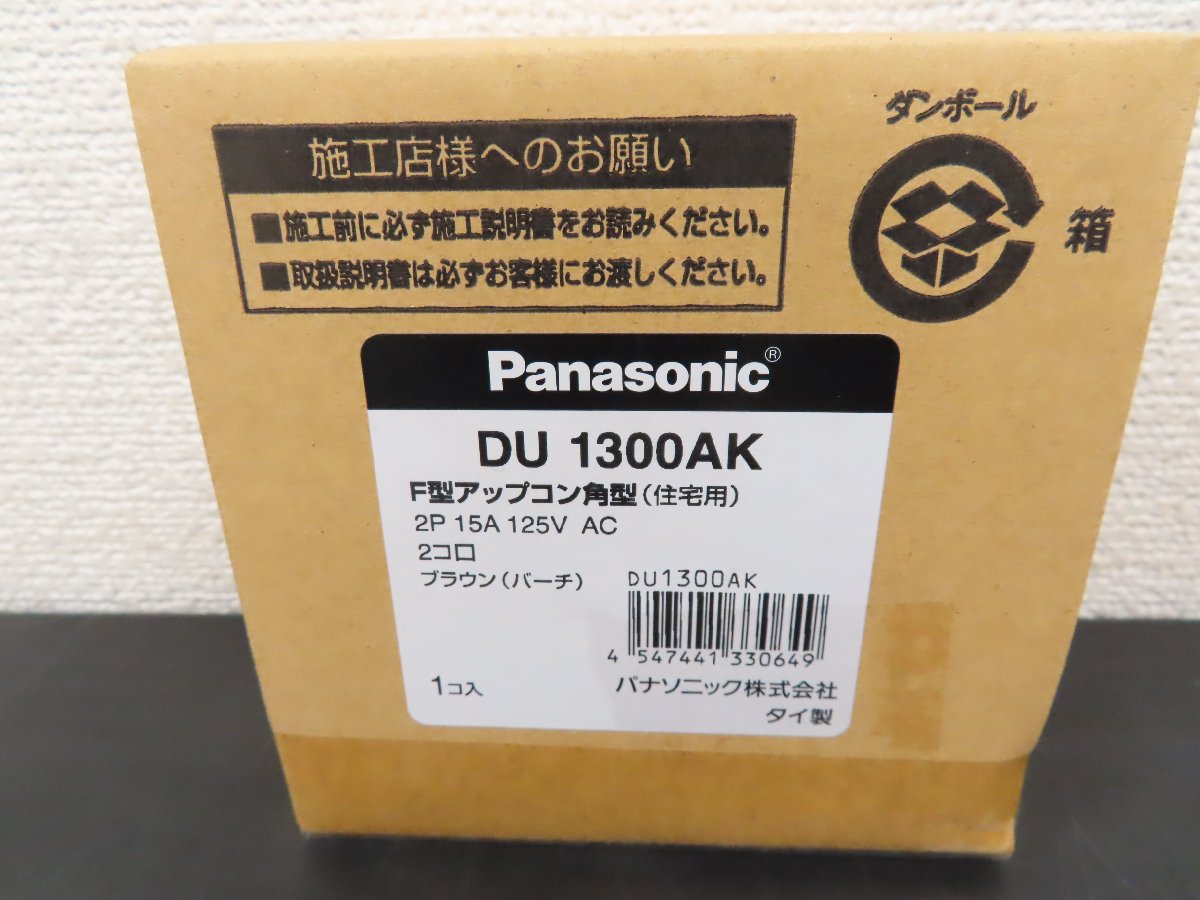 施工店様へのお願い
■施工前に必ず施工説明書をお読みください。
■取扱説明書は必ずお客様にお渡しください。
ダンボール
箱
Panasonic®
DU 1300AK
F型アップコン角型(住宅用)
2P 15A 125V AC
2コ口
ブラウン(バーチ)
DU1300AK
4 547441 330649
1コ入
パナソニック株式会社
タイ製